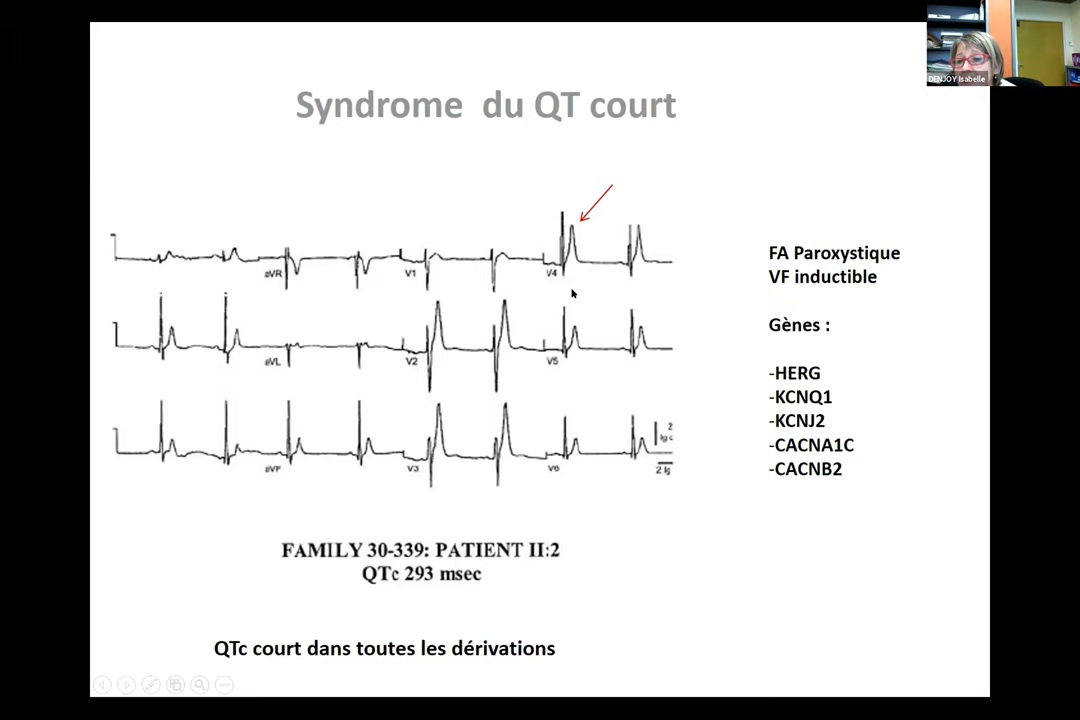 DENJOY Isabelle
Syndrome du QT court
aVR
V1
V4
aVL
V2
V5
aVF
V3
V6
2
2
FA Paroxystique
VF inductible
Gènes :
-HERG
-KCNQ1
-KCNJ2
-CACNA1C
-CACNB2
FAMILY 30-339: PATIENT II:2
QTc 293 msec
QTc court dans toutes les dérivations